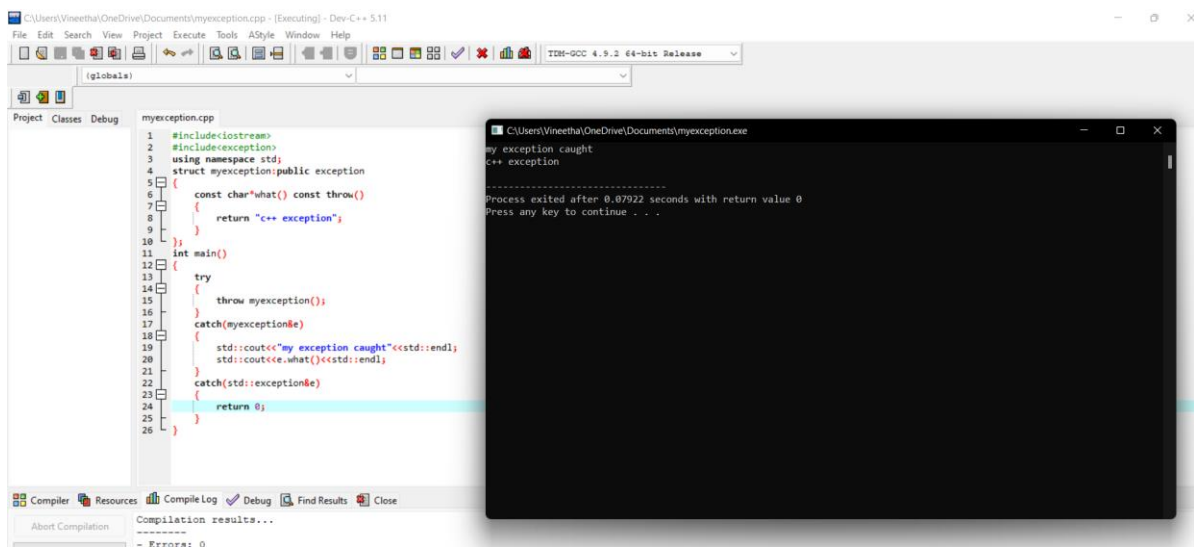 C:\Users\Vineetha\OneDrive\Documents\myexception.cpp - [Executing] - Dev-C++ 5.11
File Edit Search View Project Execute Tools AStyle Window Help
TDM-GCC 4.9.2 64-bit Release
(globals)
Project Classes Debug
myexception.cpp
1 #include<iostream>
2 #include<exception>
3 using namespace std;
4 struct myexception:public exception
5 {
6 const char*what() const throw()
7 {
8 return "c++ exception";
9 }
10 };
11 int main()
12 {
13 try
14 {
15 throw myexception();
16 }
17 catch(myexception&e)
18 {
19 std::cout<<"my exception caught"<<std::endl;
20 std::cout<<e.what()<<std::endl;
21 }
22 catch(std::exception&e)
23 {
24 return 0;
25 }
26 }
C:\Users\Vineetha\OneDrive\Documents\myexception.exe
my exception caught
c++ exception
--------------------------------
Process exited after 0.07922 seconds with return value 0
Press any key to continue . . .
Compiler Resources Compile Log Debug Find Results Close
Abort Compilation
Compilation results...
--------
- Errors: 0